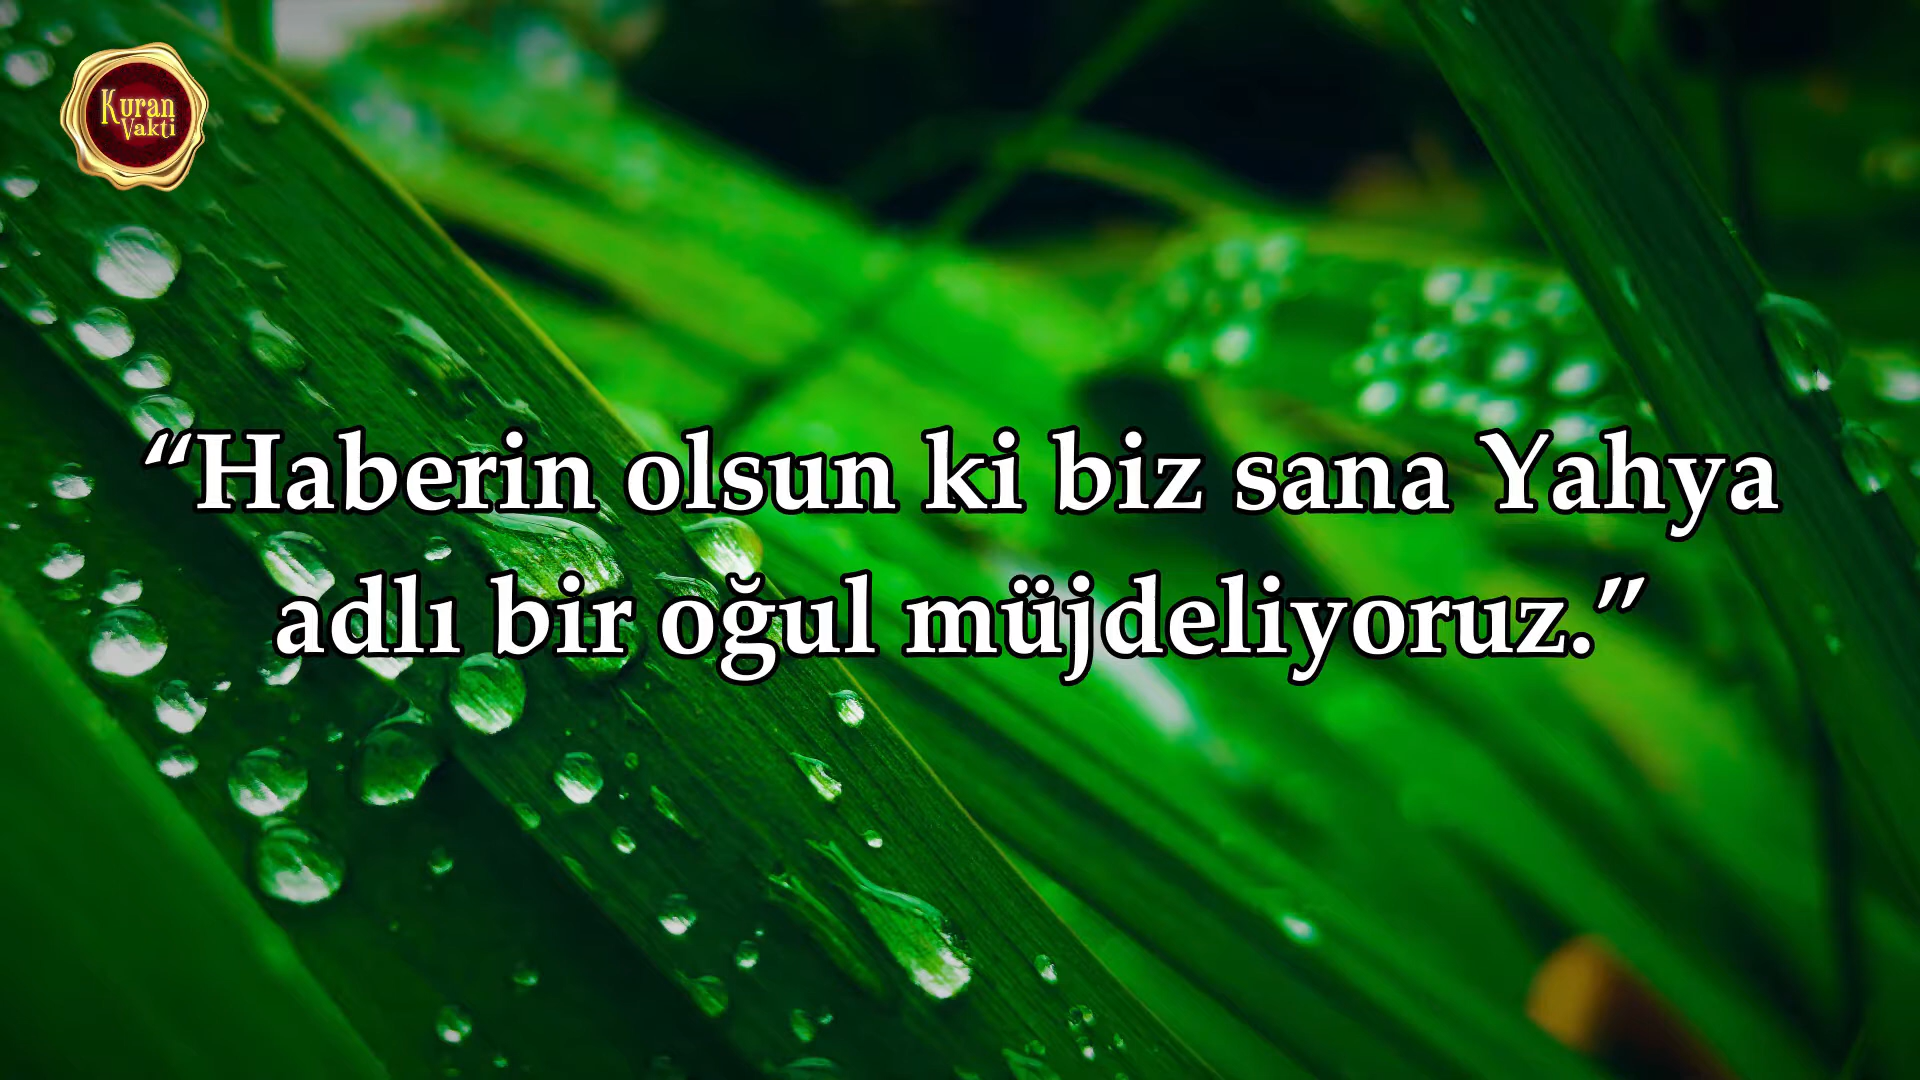 Kuran
Vakti
“Haberin olsun ki biz sana Yahya
adlı bir oğul müjdeliyoruz.”